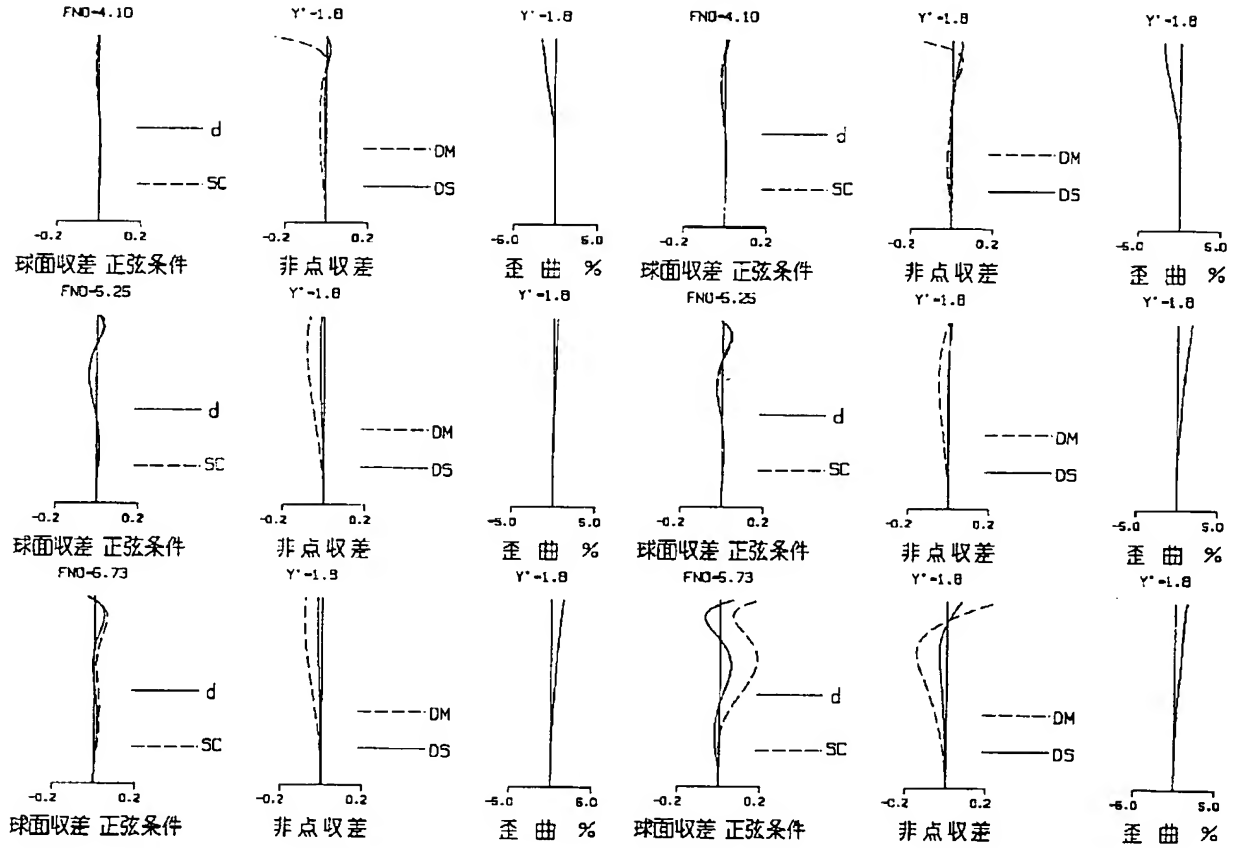 FNO-4.10 Y'-1.8 Y'-1.8 FNO-4.10 Y'-1.8 Y'-1.8
d d
DM DM
SC DS SC DS
-0.2 0.2 -0.2 0.2 -5.0 5.0 -0.2 0.2 -0.2 0.2 -5.0 5.0
球面収差 正弦条件 非点収差 歪曲 % 球面収差 正弦条件 非点収差 歪曲 %
FNO-5.25 Y'-1.8 Y'-1.8 FNO-5.25 Y'-1.8 Y'-1.8
d d
DM DM
SC DS SC DS
-0.2 0.2 -0.2 0.2 -5.0 5.0 -0.2 0.2 -0.2 0.2 -5.0 5.0
球面収差 正弦条件 非点収差 歪曲 % 球面収差 正弦条件 非点収差 歪曲 %
FNO-5.73 Y'-1.8 Y'-1.8 FNO-5.73 Y'-1.8 Y'-1.8
d d
DM DM
SC DS SC DS
-0.2 0.2 -0.2 0.2 -5.0 5.0 -0.2 0.2 -0.2 0.2 -5.0 5.0
球面収差 正弦条件 非点収差 歪曲 % 球面収差 正弦条件 非点収差 歪曲 %